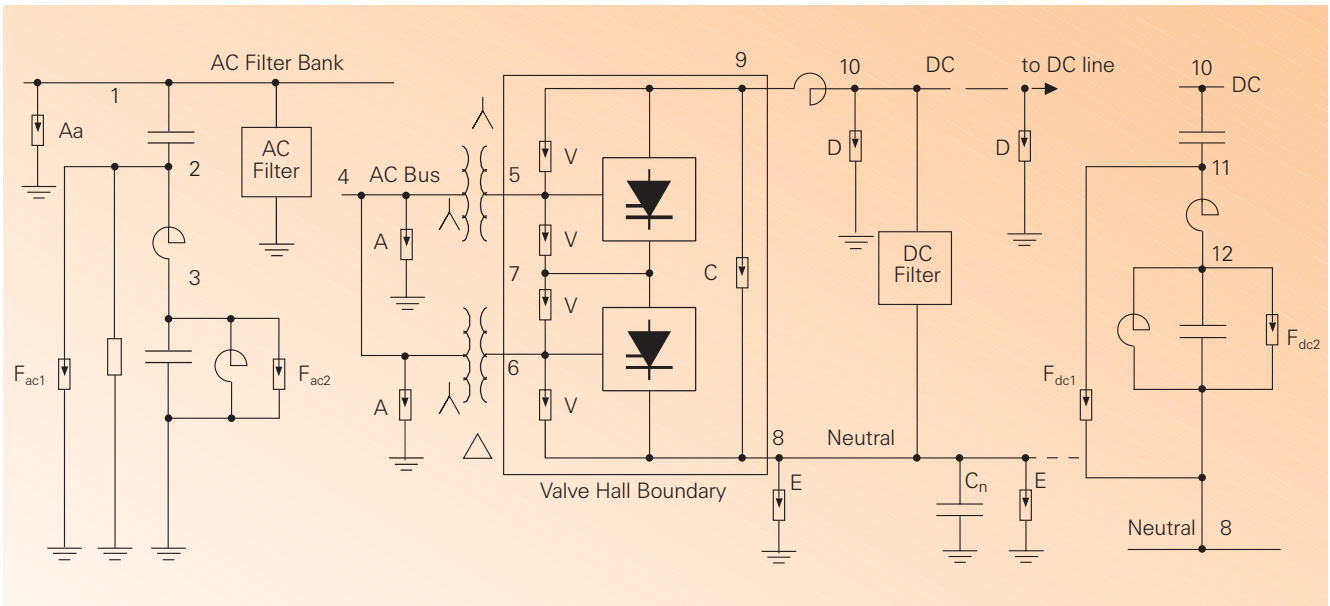 AC Filter Bank
1
Aa
2
AC
Filter
3
F_ac1
F_ac2
4
AC Bus
A
A
5
V
V
7
V
6
V
C
9
8
Valve Hall Boundary
10
DC
to DC line
D
D
DC
Filter
Neutral
E
C_n
E
10
DC
11
12
F_dc1
F_dc2
Neutral
8